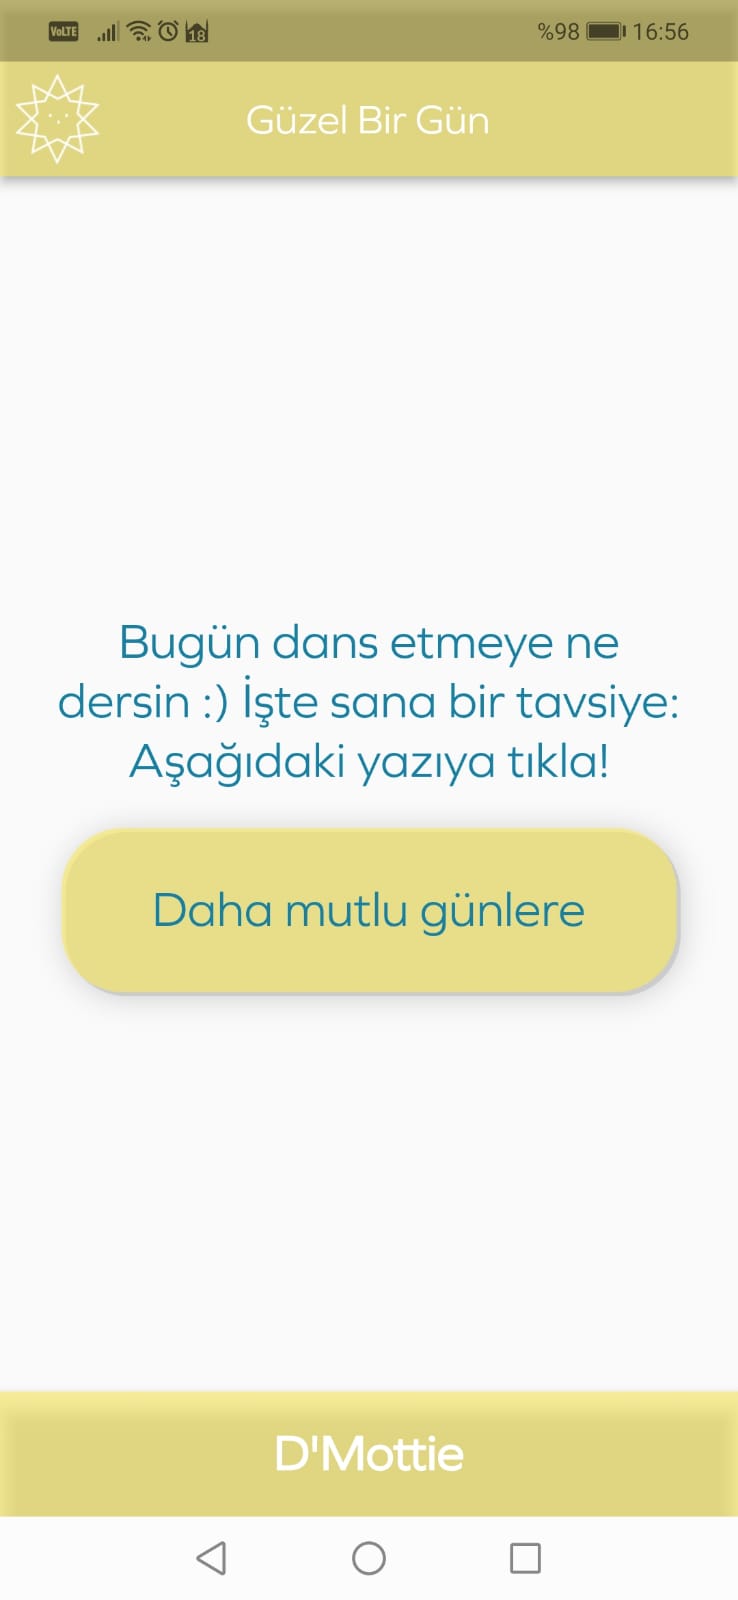 VoLTE 18 %98 16:56
Güzel Bir Gün
Bugün dans etmeye ne
dersin :) İşte sana bir tavsiye:
Aşağıdaki yazıya tıkla!
Daha mutlu günlere
D'Mottie